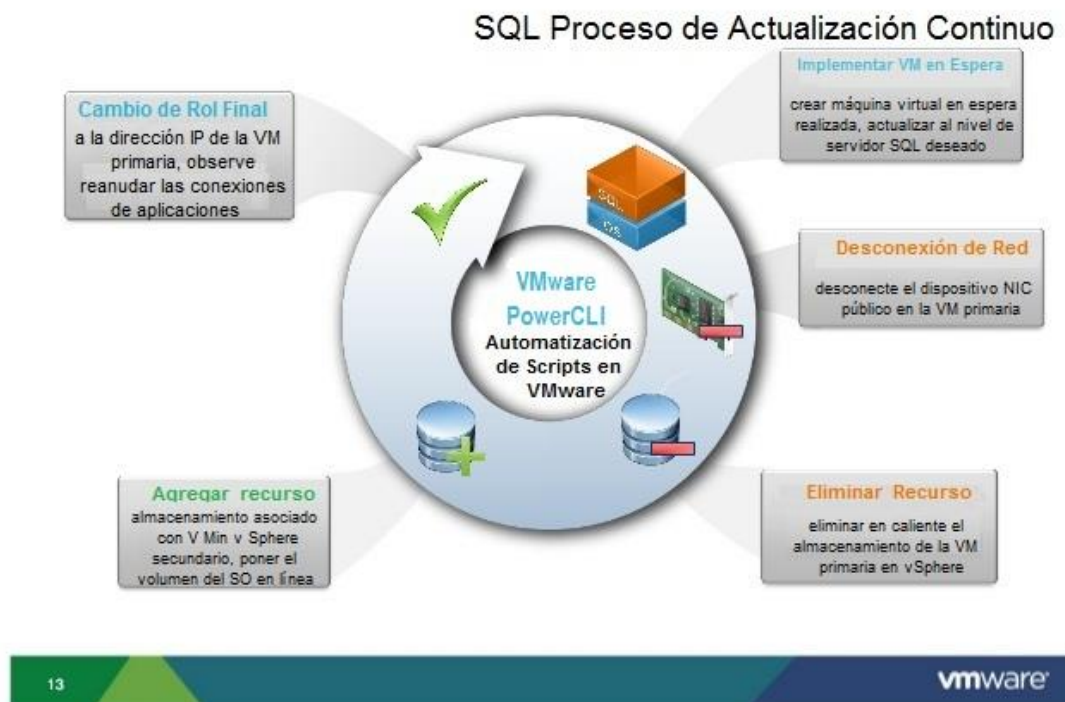 SQL Proceso de Actualización Continuo
Implementar VM en Espera
crear máquina virtual en espera
realizada, actualizar al nivel de
servidor SQL deseado
Cambio de Rol Final
a la dirección IP de la VM
primaria, observe
reanudar las conexiones
de aplicaciones
SQL
OS
Desconexión de Red
desconecte el dispositivo NIC
público en la VM primaria
VMware
PowerCLI
Automatización
de Scripts en
VMware
Agregar recurso
almacenamiento asociado
con V Min v Sphere
secundario, poner el
volumen del SO en línea
Eliminar Recurso
eliminar en caliente el
almacenamiento de la VM
primaria en vSphere
13
vmware